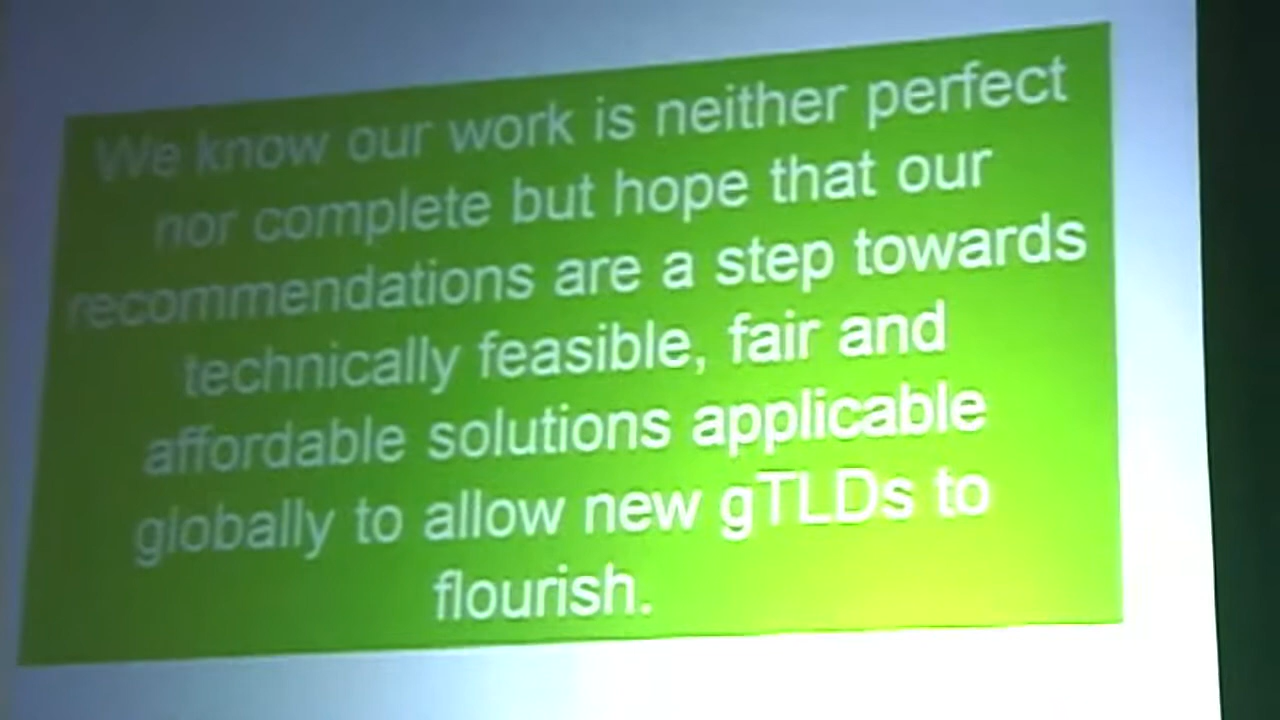 We know our work is neither perfect
nor complete but hope that our
recommendations are a step towards
technically feasible, fair and
affordable solutions applicable
globally to allow new gTLDs to
flourish.